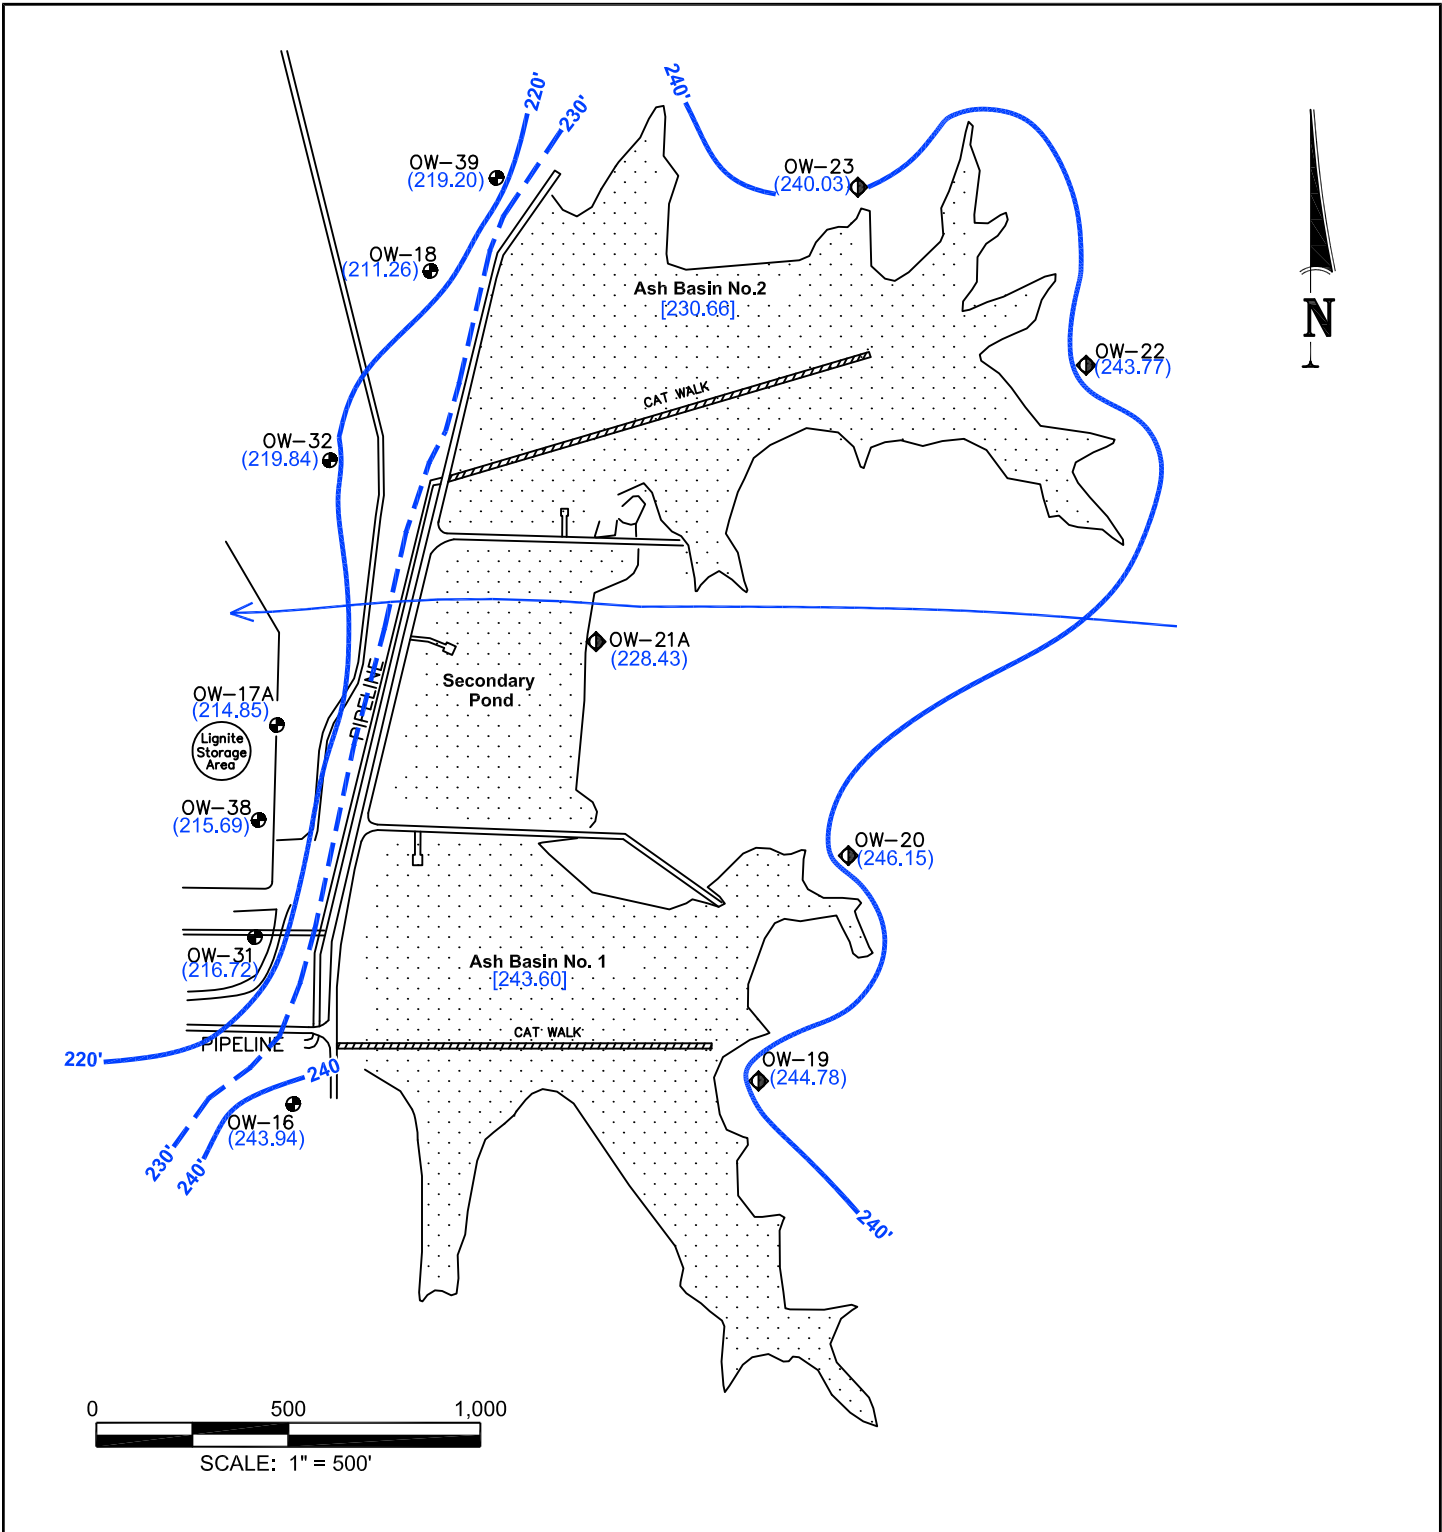 220'
230'
240'
OW-39
(219.20)
OW-23
(240.03)
OW-18
(211.26)
Ash Basin No.2
[230.66]
N
OW-22
(243.77)
CAT WALK
OW-32
(219.84)
OW-21A
(228.43)
PIPELINE
Secondary
Pond
OW-17A
(214.85)
Lignite
Storage
Area
OW-38
(215.69)
OW-20
(246.15)
OW-31
(216.72)
Ash Basin No. 1
[243.60]
CAT WALK
PIPELINE
220'
240
OW-19
(244.78)
OW-16
(243.94)
230'
240'
240'
0 500 1,000
SCALE: 1" = 500'